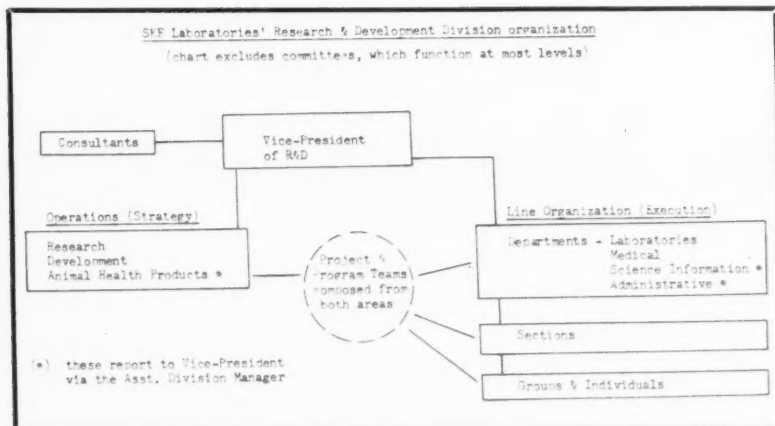 SKF Laboratories' Research & Development Division organization
(chart excludes committees, which function at most levels)
Consultants
Vice-President
of R&D
Operations (Strategy)
Research
Development
Animal Health Products *
Project &
Program Teams
composed from
both areas
Line Organization (Execution)
Departments - Laboratories
Medical
Science Information *
Administrative *
Sections
Groups & Individuals
(*) these report to Vice-President
via the Asst. Division Manager